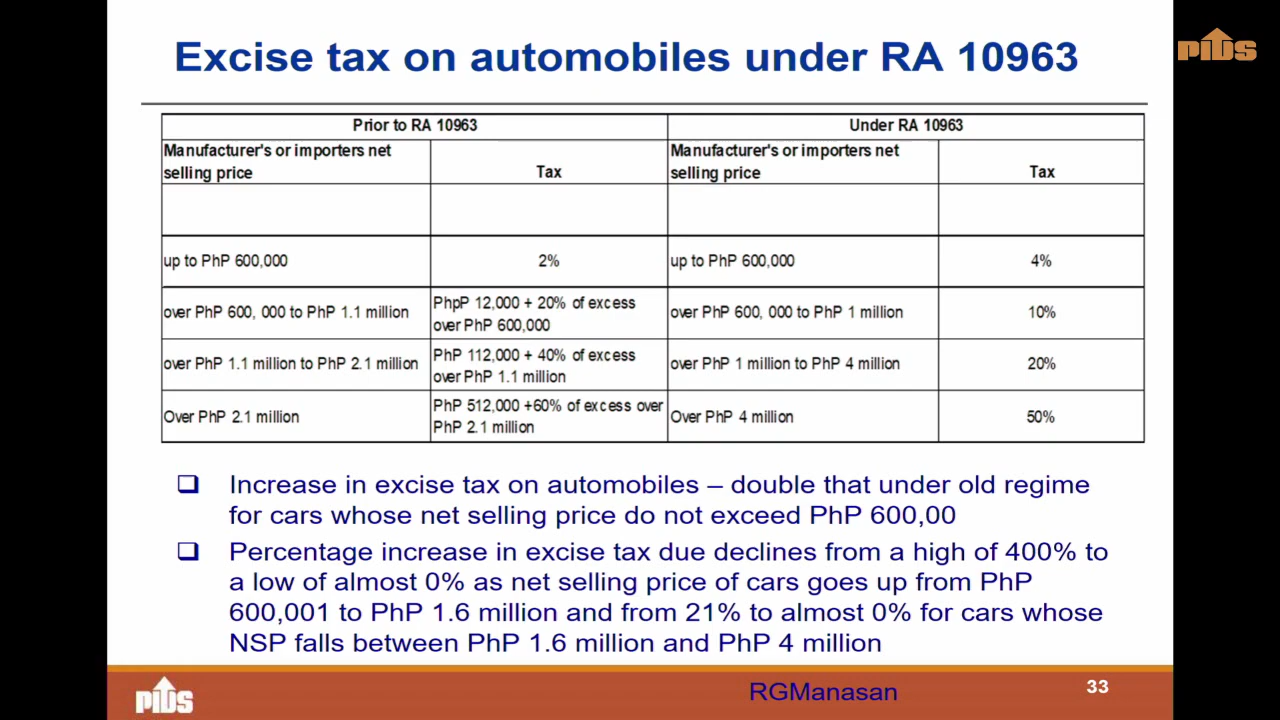 Excise tax on automobiles under RA 10963
PIDS
Prior to RA 10963
Under RA 10963
Manufacturer's or importers net
selling price
Tax
Manufacturer's or importers net
selling price
Tax
up to PhP 600,000
2%
up to PhP 600,000
4%
over PhP 600, 000 to PhP 1.1 million
PhpP 12,000 + 20% of excess
over PhP 600,000
over PhP 600, 000 to PhP 1 million
10%
over PhP 1.1 million to PhP 2.1 million
PhP 112,000 + 40% of excess
over PhP 1.1 million
over PhP 1 million to PhP 4 million
20%
Over PhP 2.1 million
PhP 512,000 +60% of excess over
PhP 2.1 million
Over PhP 4 million
50%
Increase in excise tax on automobiles – double that under old regime
for cars whose net selling price do not exceed PhP 600,00
Percentage increase in excise tax due declines from a high of 400% to
a low of almost 0% as net selling price of cars goes up from PhP
600,001 to PhP 1.6 million and from 21% to almost 0% for cars whose
NSP falls between PhP 1.6 million and PhP 4 million
PIDS
RGManasan
33